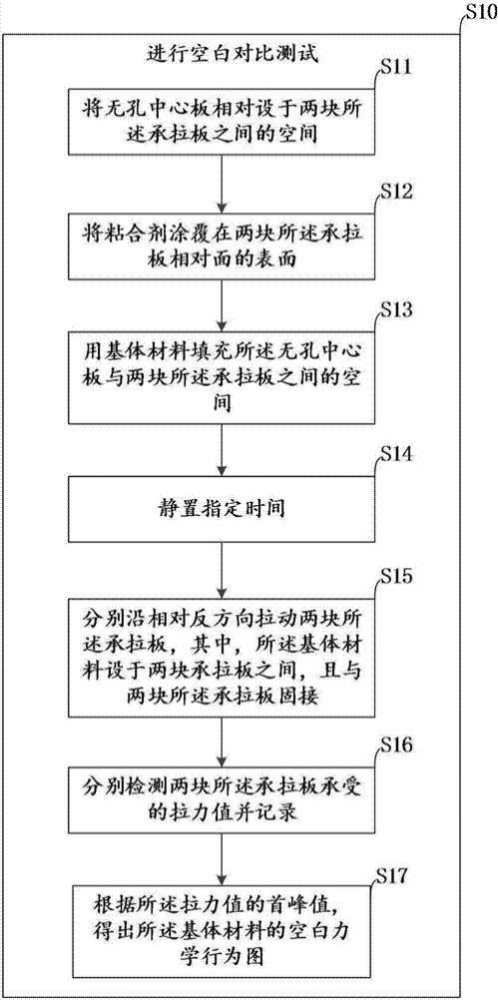 S10
进行空白对比测试
S11
将无孔中心板相对设于两块所
述承拉板之间的空间
S12
将粘合剂涂覆在两块所述承拉
板相对面的表面
S13
用基体材料填充所述无孔中心
板与两块所述承拉板之间的空
间
S14
静置指定时间
S15
分别沿相对反方向拉动两块所
述承拉板，其中，所述基体材
料设于两块承拉板之间，且与
两块所述承拉板固接
S16
分别检测两块所述承拉板承受
的拉力值并记录
S17
根据所述拉力值的首峰值，
得出所述基体材料的空白力
学行为图